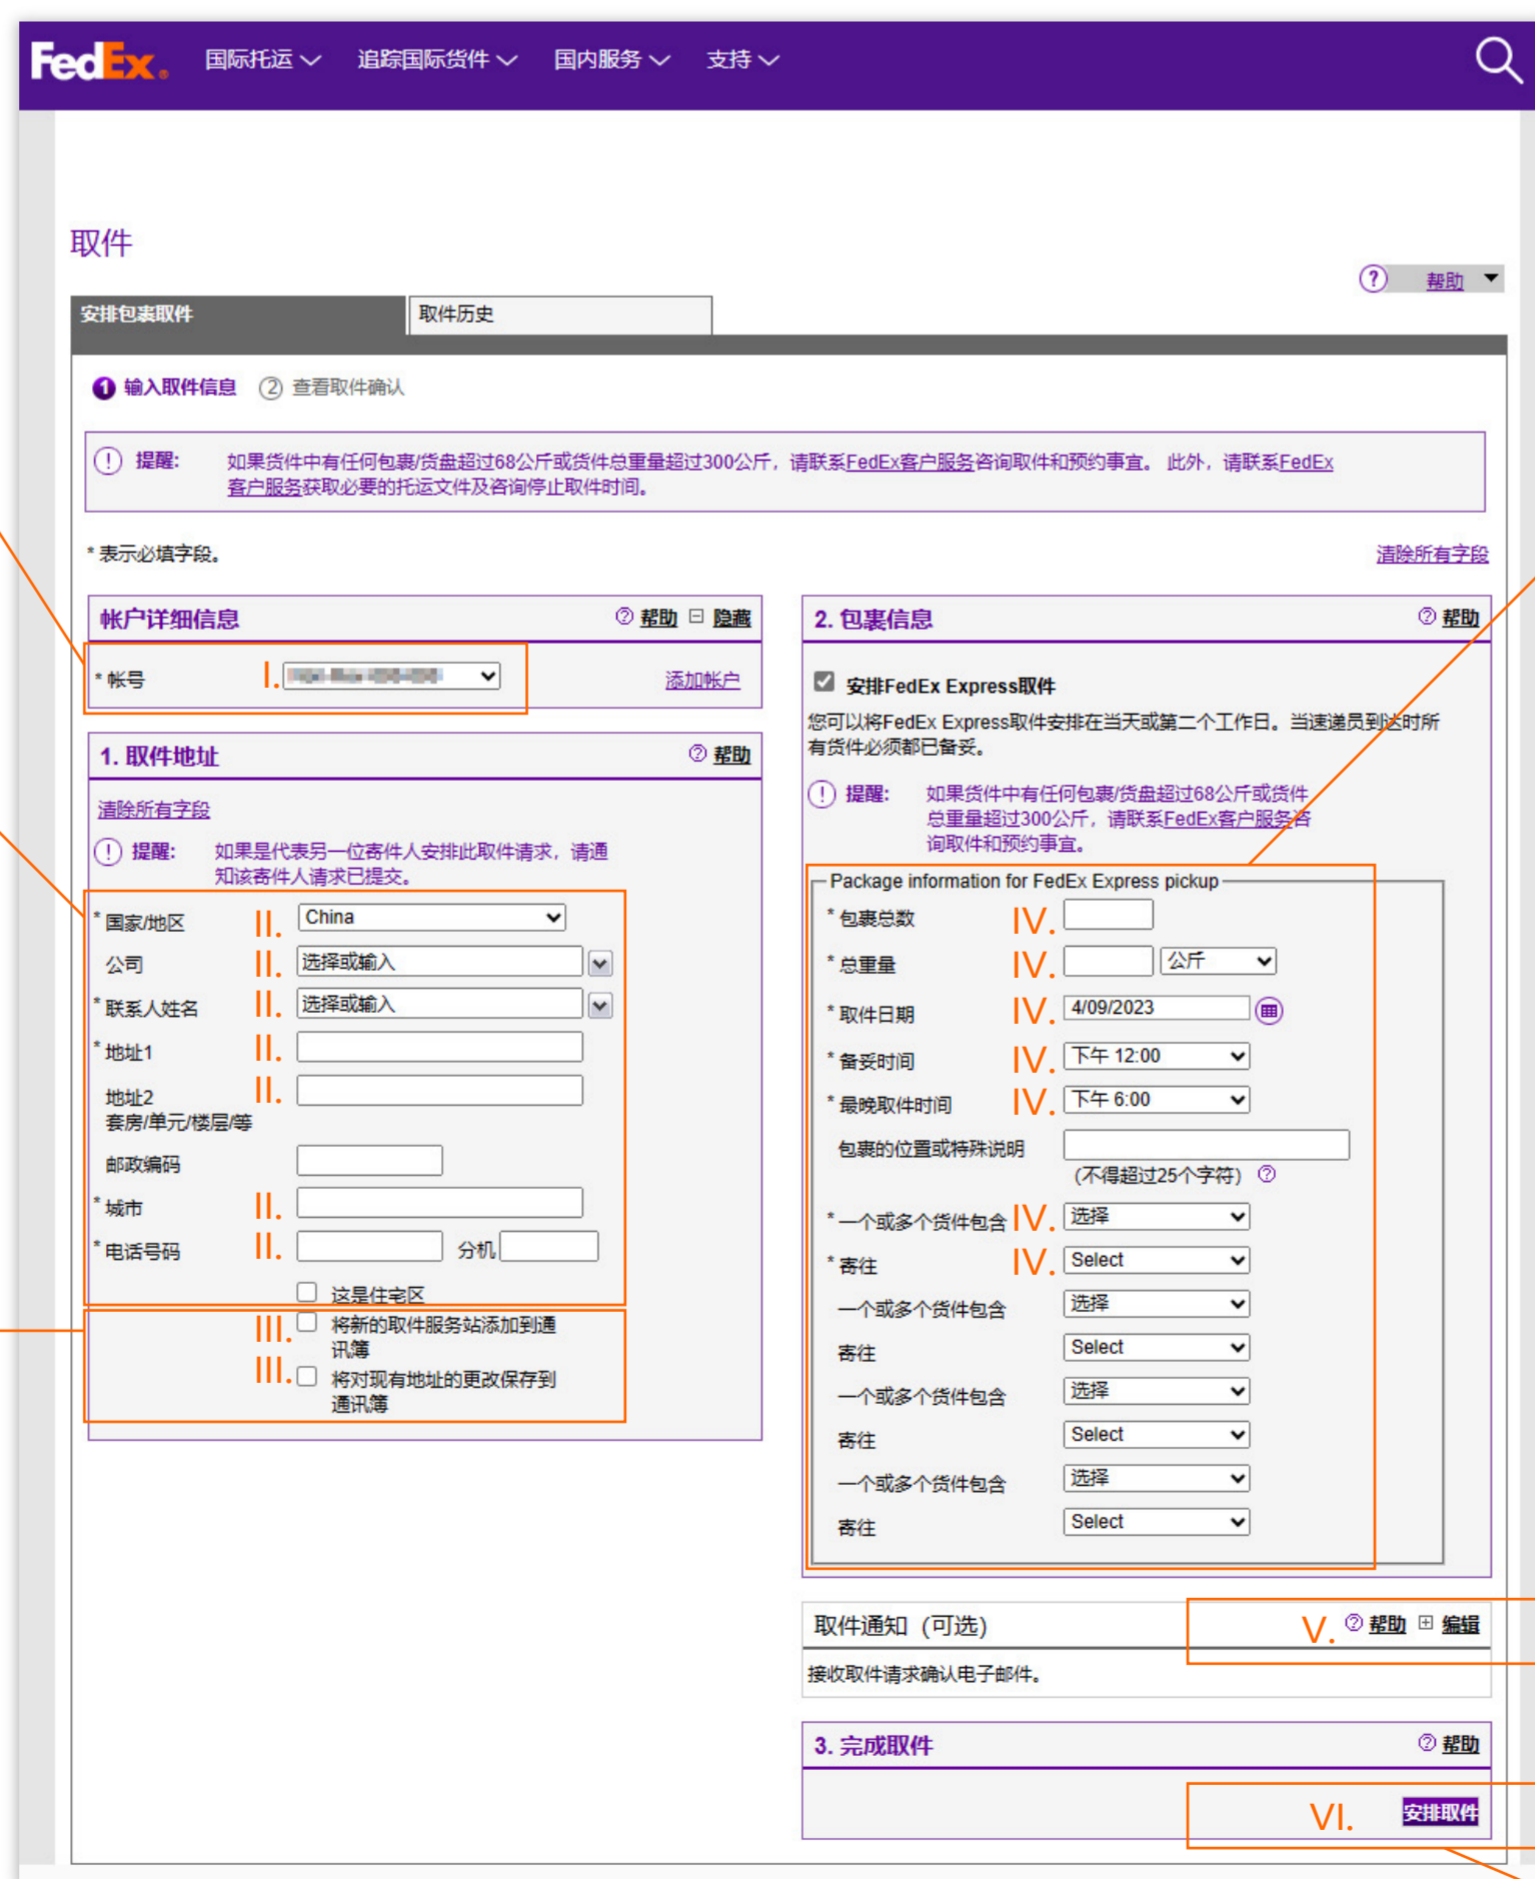 FedEx®
国际托运 追踪国际货件 国内服务 支持
取件
? 帮助
安排包裹取件 取件历史
1 输入取件信息 2 查看取件确认
! 提醒: 如果货件中有任何包裹/货盘超过68公斤或货件总重量超过300公斤，请联系FedEx客户服务咨询取件和预约事宜。 此外，请联系FedEx
客户服务获取必要的托运文件及咨询停止取件时间。
* 表示必填字段。 清除所有字段
帐户详细信息 ? 帮助 隐藏
* 帐号 I. 添加帐户
1. 取件地址 ? 帮助
清除所有字段
! 提醒: 如果是代表另一位寄件人安排此取件请求，请通
知该寄件人请求已提交。
* 国家/地区 II. China
公司 II. 选择或输入
* 联系人姓名 II. 选择或输入
* 地址1 II.
地址2 II.
套房/单元/楼层/等
邮政编码
* 城市 II.
* 电话号码 II. 分机
这是住宅区
III. 将新的取件服务站添加到通
讯簿
III. 将对现有地址的更改保存到
通讯簿
2. 包裹信息 ? 帮助
安排FedEx Express取件
您可以将FedEx Express取件安排在当天或第二个工作日。当速递员到达时所
有货件必须都已备妥。
! 提醒: 如果货件中有任何包裹/货盘超过68公斤或货件
总重量超过300公斤，请联系FedEx客户服务咨
询取件和预约事宜。
Package information for FedEx Express pickup
* 包裹总数 IV.
* 总重量 IV. 公斤
* 取件日期 IV. 4/09/2023
* 备妥时间 IV. 下午 12:00
* 最晚取件时间 IV. 下午 6:00
包裹的位置或特殊说明
(不得超过25个字符) ?
* 一个或多个货件包含 IV. 选择
* 寄往 IV. Select
一个或多个货件包含 选择
寄往 Select
一个或多个货件包含 选择
寄往 Select
一个或多个货件包含 选择
寄往 Select
取件通知 (可选) V. ? 帮助 编辑
接收取件请求确认电子邮件。
3. 完成取件 ? 帮助
VI. 安排取件